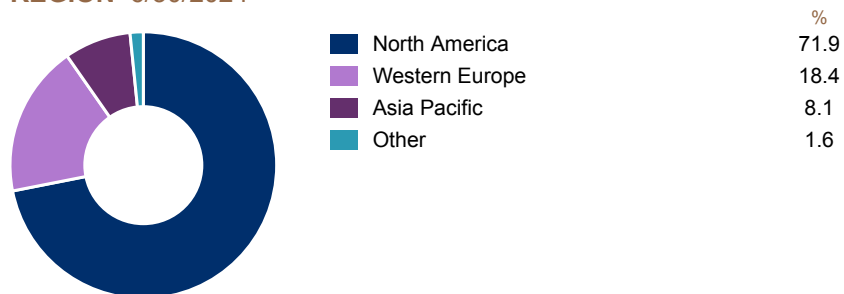 %
North America 71.9
Western Europe 18.4
Asia Pacific 8.1
Other 1.6